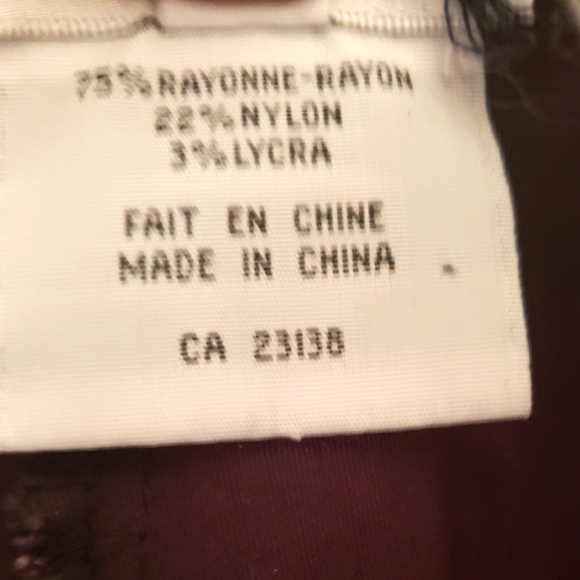 75% RAYONNE-RAYON
22% NYLON
3% LYCRA
FAIT EN CHINE
MADE IN CHINA
CA 23138